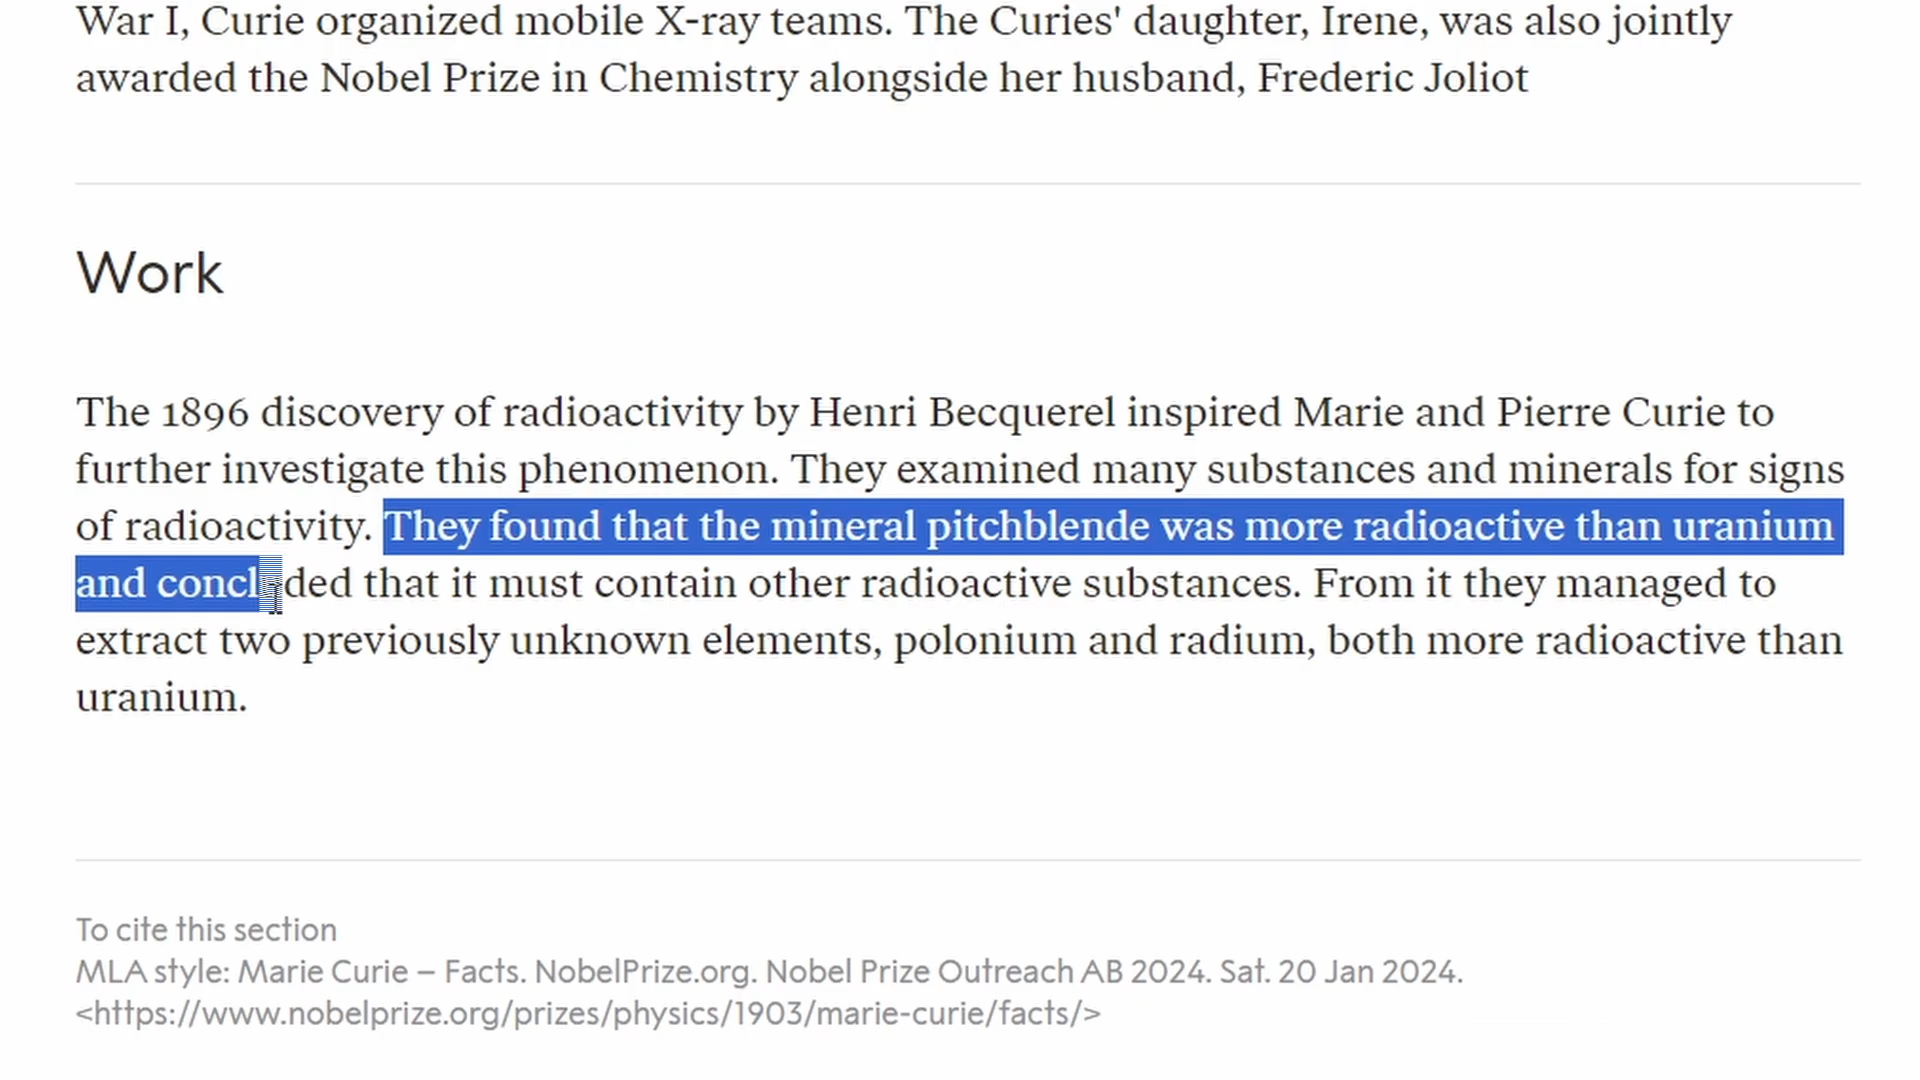 War I, Curie organized mobile X-ray teams. The Curies' daughter, Irene, was also jointly
awarded the Nobel Prize in Chemistry alongside her husband, Frederic Joliot
Work
The 1896 discovery of radioactivity by Henri Becquerel inspired Marie and Pierre Curie to
further investigate this phenomenon. They examined many substances and minerals for signs
of radioactivity. They found that the mineral pitchblende was more radioactive than uranium
and concluded that it must contain other radioactive substances. From it they managed to
extract two previously unknown elements, polonium and radium, both more radioactive than
uranium.
To cite this section
MLA style: Marie Curie – Facts. NobelPrize.org. Nobel Prize Outreach AB 2024. Sat. 20 Jan 2024.
<https://www.nobelprize.org/prizes/physics/1903/marie-curie/facts/>